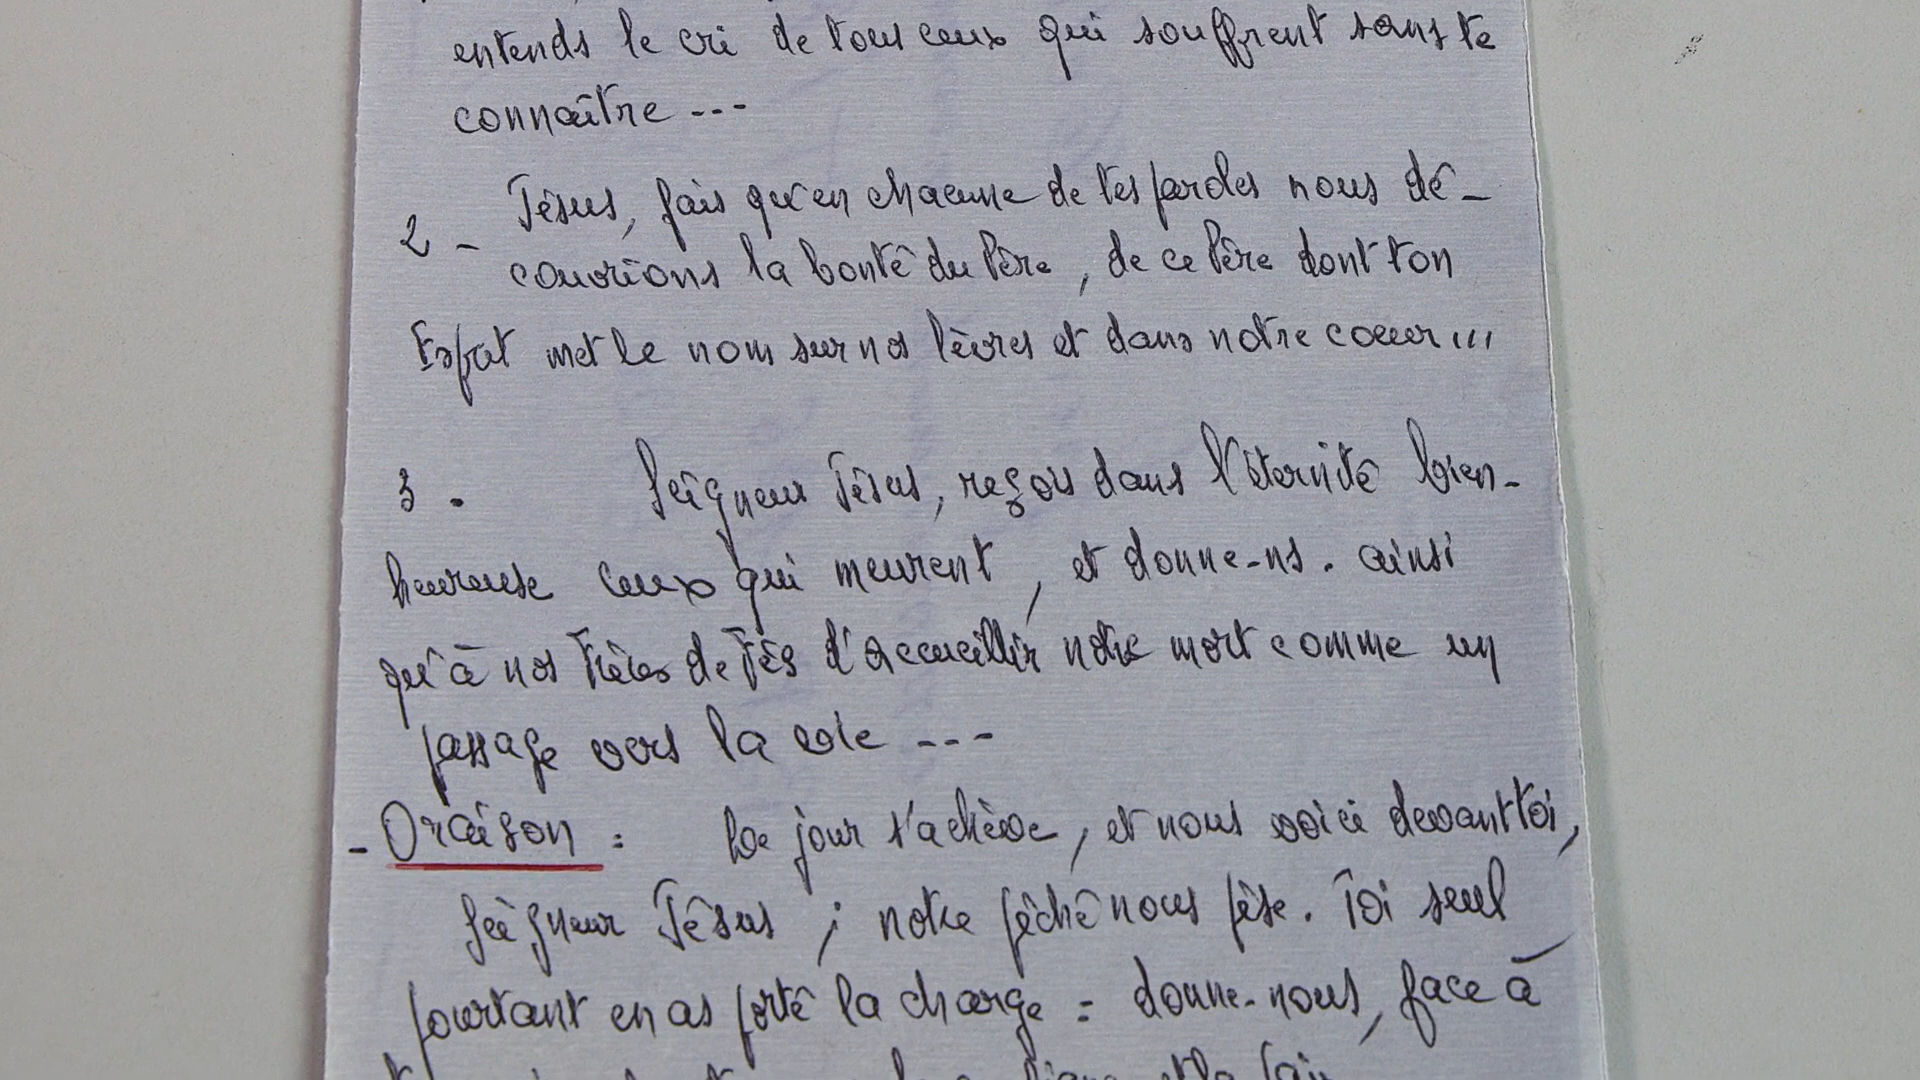 entends le cri de tous ceux qui souffrent sans te
connaître ---
2 - Jésus, fais qu'en chacune de tes paroles nous dé-
couvrions la bonté du Père, de ce Père dont ton
Esprit met le nom sur nos lèvres et dans notre coeur...
3. Seigneur Jésus, reçois dans l'éternité bien-
heureuse ceux qui meurent, et donne-ns. ainsi
qu'à nos Frères de d'accueillir notre mort comme un
passage vers la vie ---
- Oraison : Le jour s'achève, et nous voici devant toi,
Seigneur Jésus ; notre péché nous pèse. Toi seul
pourtant en as porté la charge : donne-nous, face à